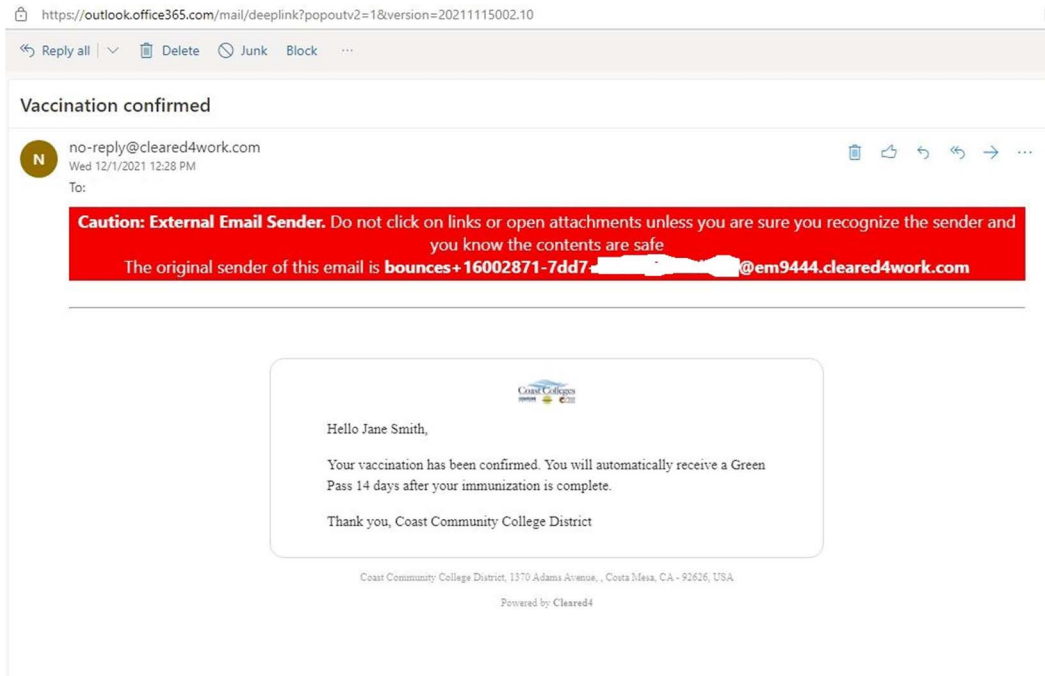 https://outlook.office365.com/mail/deeplink?popoutv2=1&version=20211115002.10
Reply all Delete Junk Block ...
Vaccination confirmed
N
no-reply@cleared4work.com
Wed 12/1/2021 12:28 PM
To:
Caution: External Email Sender. Do not click on links or open attachments unless you are sure you recognize the sender and
you know the contents are safe
The original sender of this email is bounces+16002871-7dd7- @em9444.cleared4work.com
Coast Colleges
Hello Jane Smith,
Your vaccination has been confirmed. You will automatically receive a Green
Pass 14 days after your immunization is complete.
Thank you, Coast Community College District
Coast Community College District, 1370 Adams Avenue, , Costa Mesa, CA - 92626, USA
Powered by Cleared4